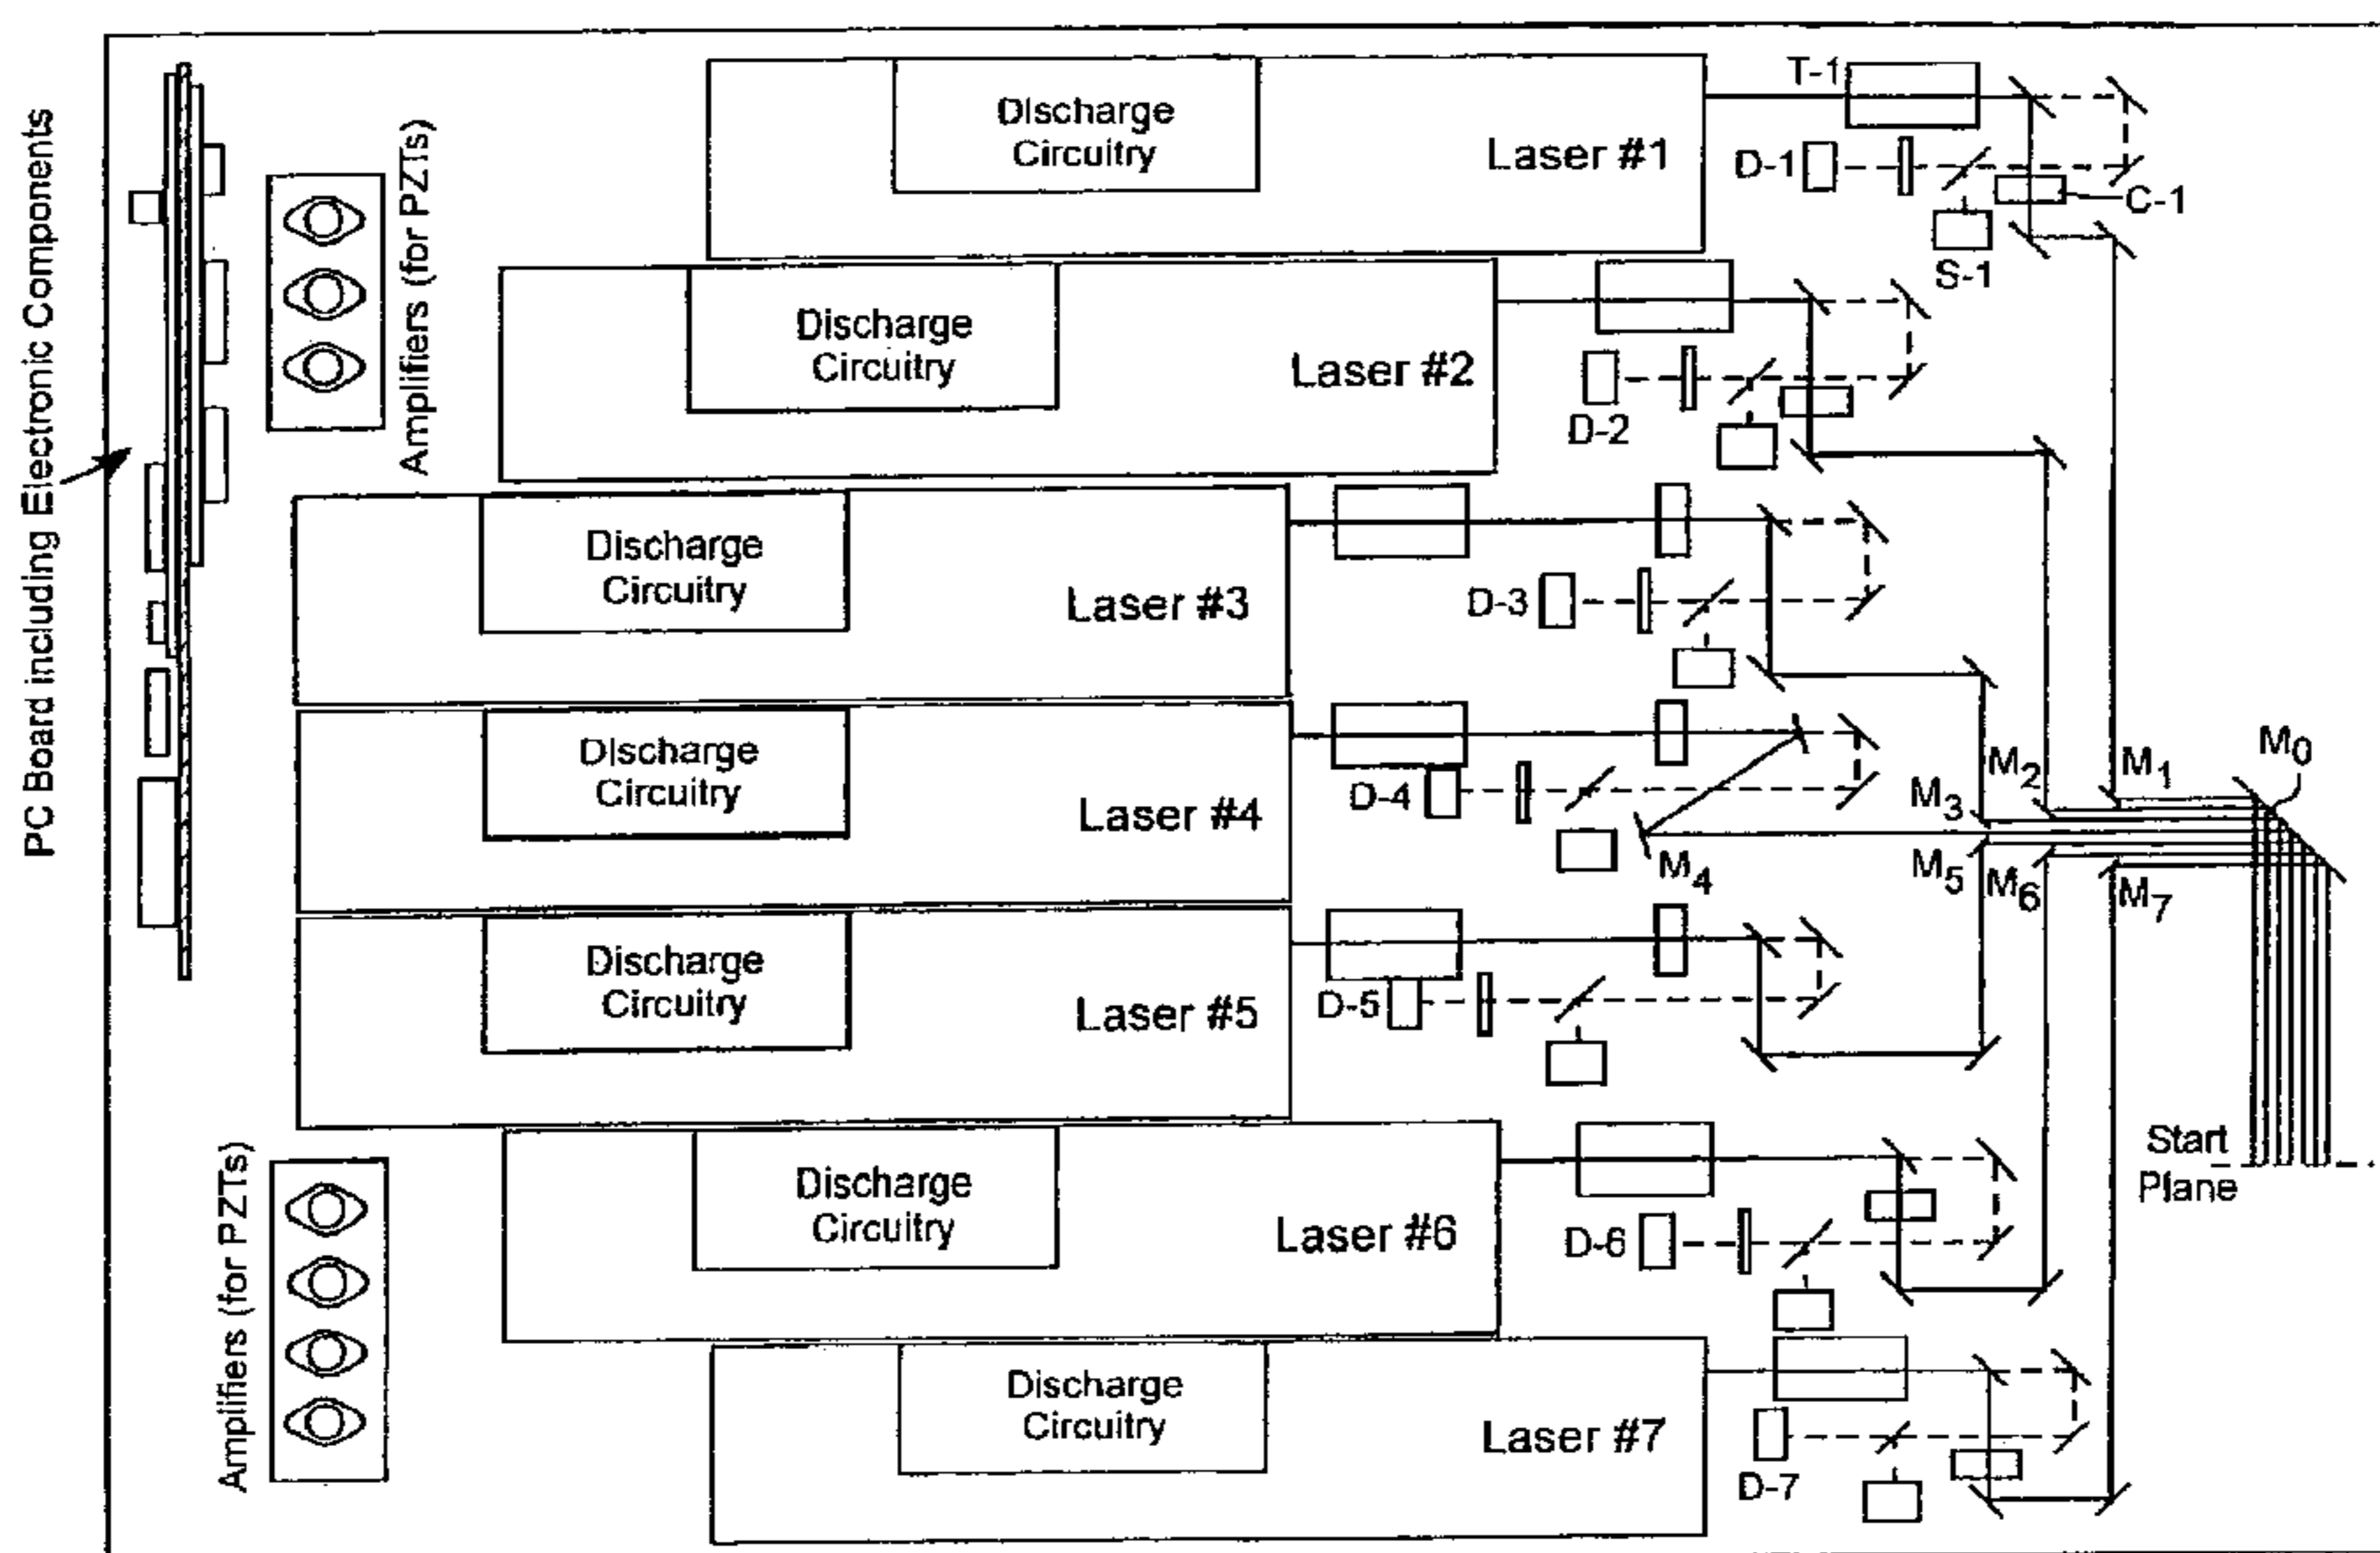 PC Board including Electronic Components
Amplifiers (for PZTs)
Discharge
Circuitry
Laser #1
T-1
D-1
C-1
S-1
Discharge
Circuitry
Laser #2
D-2
Discharge
Circuitry
Laser #3
D-3
Discharge
Circuitry
Laser #4
D-4
M4
M3
M2
M1
M0
M5
M6
M7
Discharge
Circuitry
Laser #5
D-5
Start
Plane
Amplifiers (for PZTs)
Discharge
Circuitry
Laser #6
D-6
Discharge
Circuitry
Laser #7
D-7